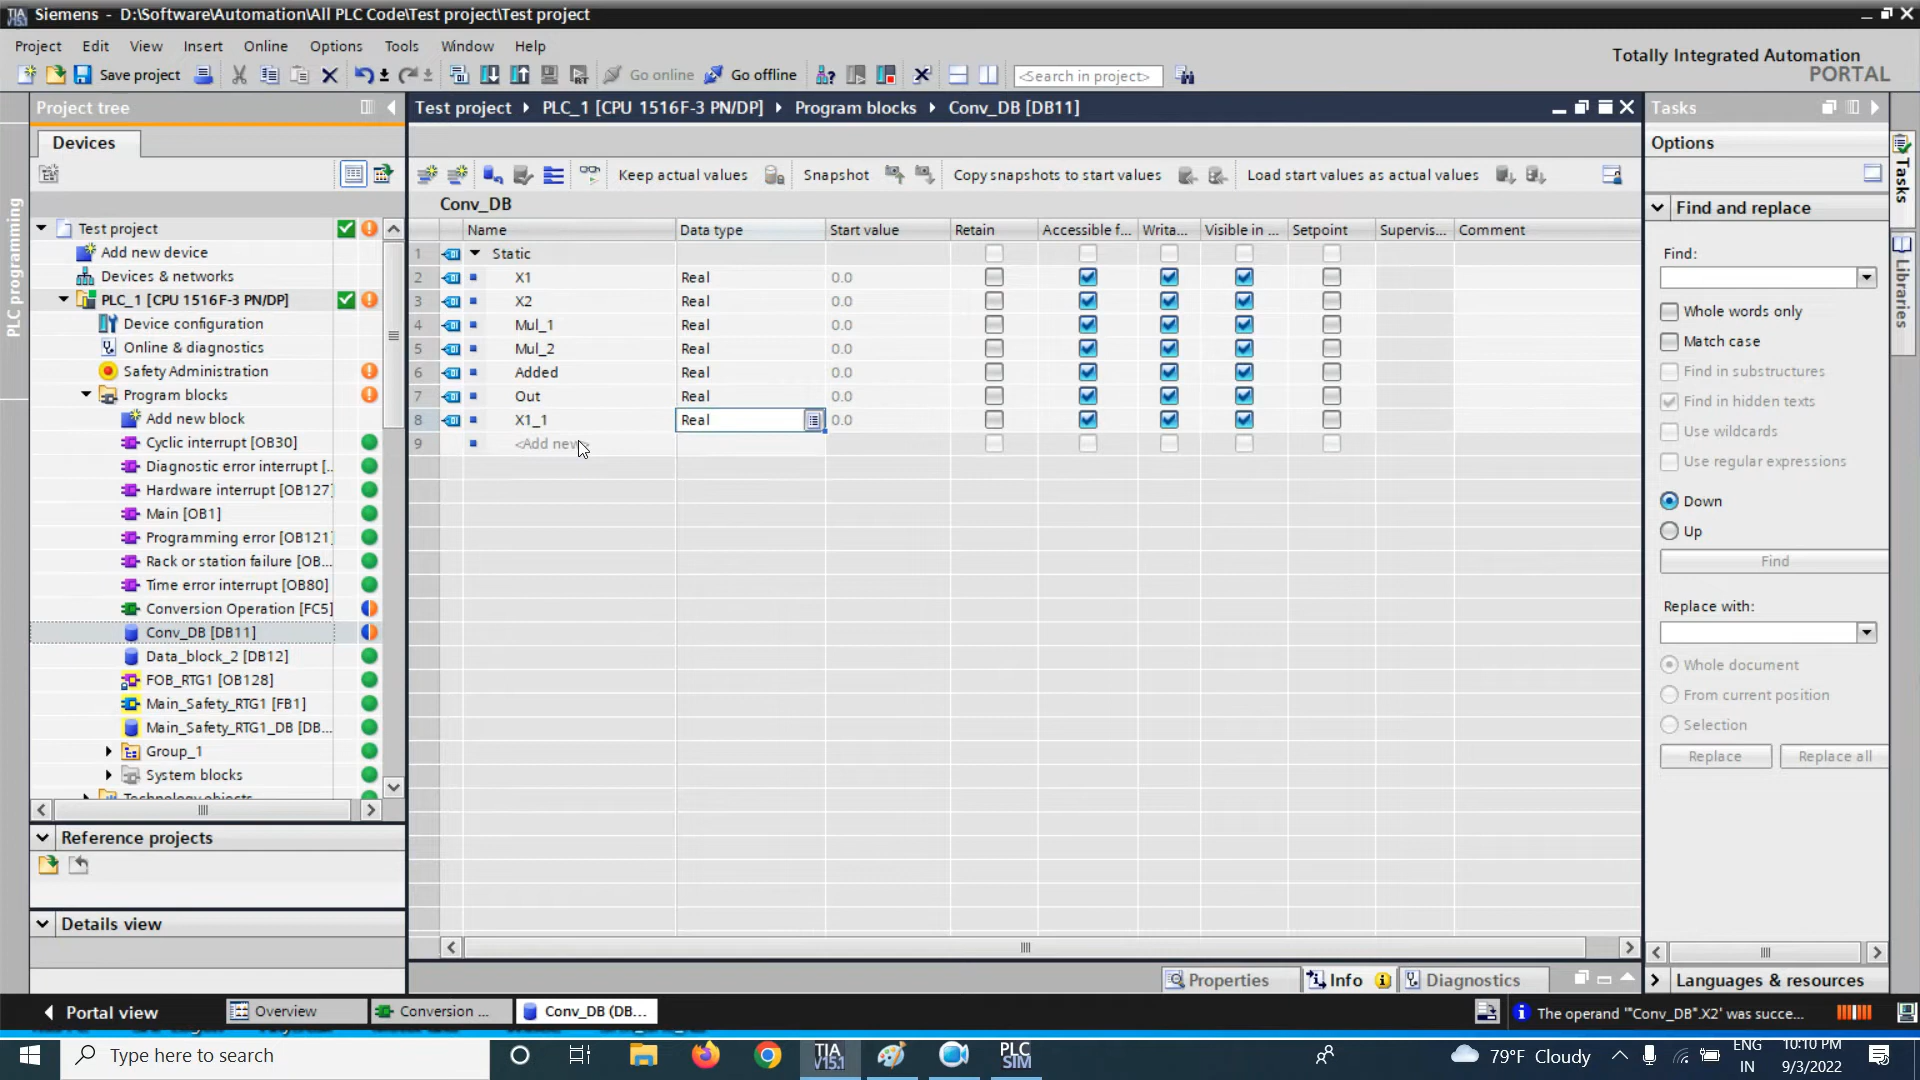 Siemens - D:\Software\Automation\All PLC Code\Test project\Test project
Project Edit View Insert Online Options Tools Window Help
Totally Integrated Automation
PORTAL
Save project
Go online
Go offline
<Search in project>
Project tree
Test project PLC_1 [CPU 1516F-3 PN/DP] Program blocks Conv_DB [DB11]
Tasks
Devices
Options
Keep actual values Snapshot Copy snapshots to start values Load start values as actual values
Conv_DB
Name Data type Start value Retain Accessible f... Writa... Visible in ... Setpoint Supervis... Comment
1 Static
2 X1 Real 0.0
3 X2 Real 0.0
4 Mul_1 Real 0.0
5 Mul_2 Real 0.0
6 Added Real 0.0
7 Out Real 0.0
8 X1_1 Real 0.0
9 <Add new>
Test project
Add new device
Devices & networks
PLC_1 [CPU 1516F-3 PN/DP]
Device configuration
Online & diagnostics
Safety Administration
Program blocks
Add new block
Cyclic interrupt [OB30]
Diagnostic error interrupt [..
Hardware interrupt [OB127]
Main [OB1]
Programming error [OB121]
Rack or station failure [OB...
Time error interrupt [OB80]
Conversion Operation [FC5]
Conv_DB [DB11]
Data_block_2 [DB12]
FOB_RTG1 [OB128]
Main_Safety_RTG1 [FB1]
Main_Safety_RTG1_DB [DB...
Group_1
System blocks
Technology objects
Reference projects
Details view
PLC programming
Find and replace
Find:
Whole words only
Match case
Find in substructures
Find in hidden texts
Use wildcards
Use regular expressions
Down
Up
Find
Replace with:
Whole document
From current position
Selection
Replace Replace all
Languages & resources
Tasks
Libraries
Properties Info Diagnostics
Portal view Overview Conversion ... Conv_DB (DB...
The operand '"Conv_DB".X2' was succe...
Type here to search
TIA
V15.1
PLC
SIM
79°F Cloudy
ENG
IN
10:10 PM
9/3/2022